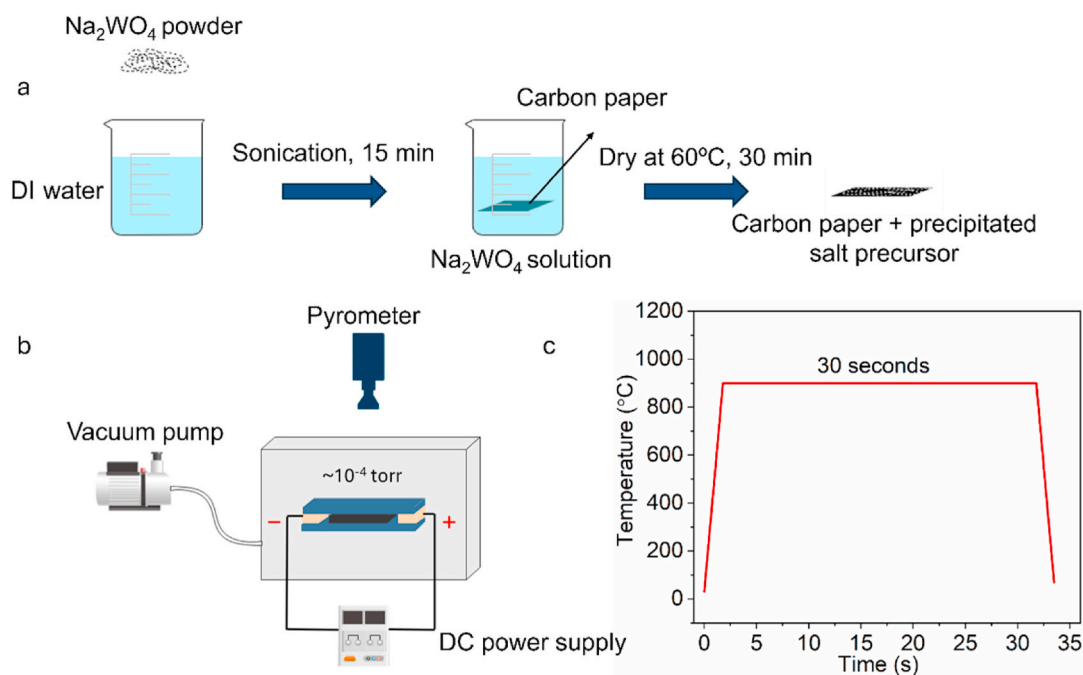 Na₂WO₄ powder
a
DI water
Sonication, 15 min
Carbon paper
Na₂WO₄ solution
Dry at 60ºC, 30 min
Carbon paper + precipitated
salt precursor
b
Pyrometer
Vacuum pump
~10⁻⁴ torr
−
+
DC power supply
c
Temperature (°C)
1200
1000
800
600
400
200
0
30 seconds
0 5 10 15 20 25 30 35
Time (s)